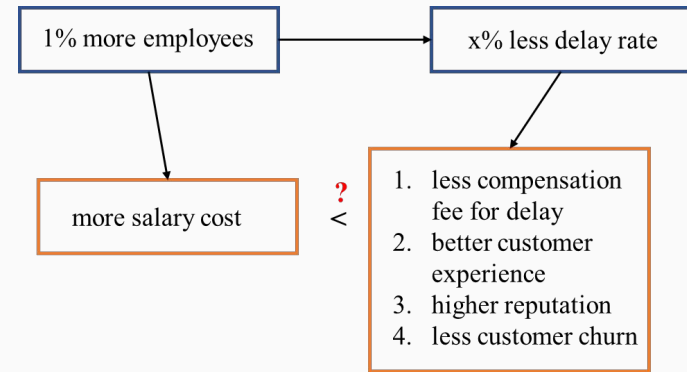 1% more employees
x% less delay rate
more salary cost
?
<
1. less compensation
fee for delay
2. better customer
experience
3. higher reputation
4. less customer churn